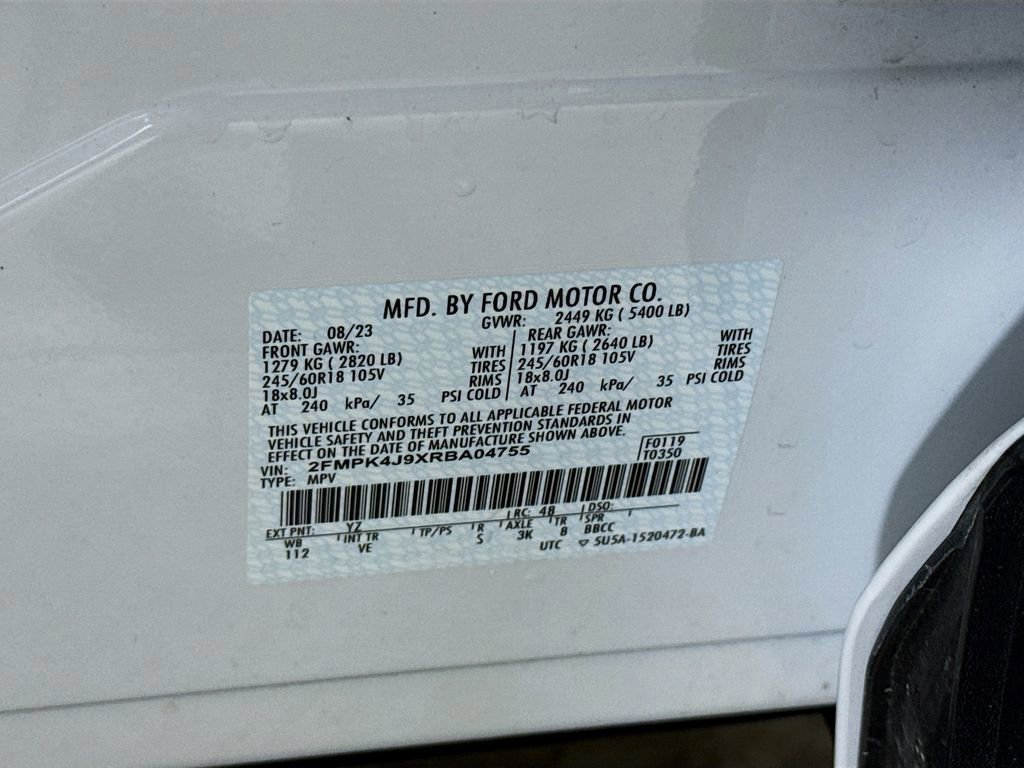 MFD. BY FORD MOTOR CO.
DATE: 08/23 GVWR: 2449 KG ( 5400 LB)
FRONT GAWR: REAR GAWR:
1279 KG ( 2820 LB) WITH 1197 KG ( 2640 LB) WITH
245/60R18 105V TIRES 245/60R18 105V TIRES
18x8.0J RIMS 18x8.0J RIMS
AT 240 kPa/ 35 PSI COLD AT 240 kPa/ 35 PSI COLD
THIS VEHICLE CONFORMS TO ALL APPLICABLE FEDERAL MOTOR
VEHICLE SAFETY AND THEFT PREVENTION STANDARDS IN
EFFECT ON THE DATE OF MANUFACTURE SHOWN ABOVE.
VIN: 2FMPK4J9XRBA04755 F0119
TYPE: MPV T0350
EXT PNT: YZ RC: 48 DSO:
WB INT TR TP/PS R AXLE TR SPR
112 VE S 3K 8 BBCC
UTC ▽ 5U5A-1520472-BA